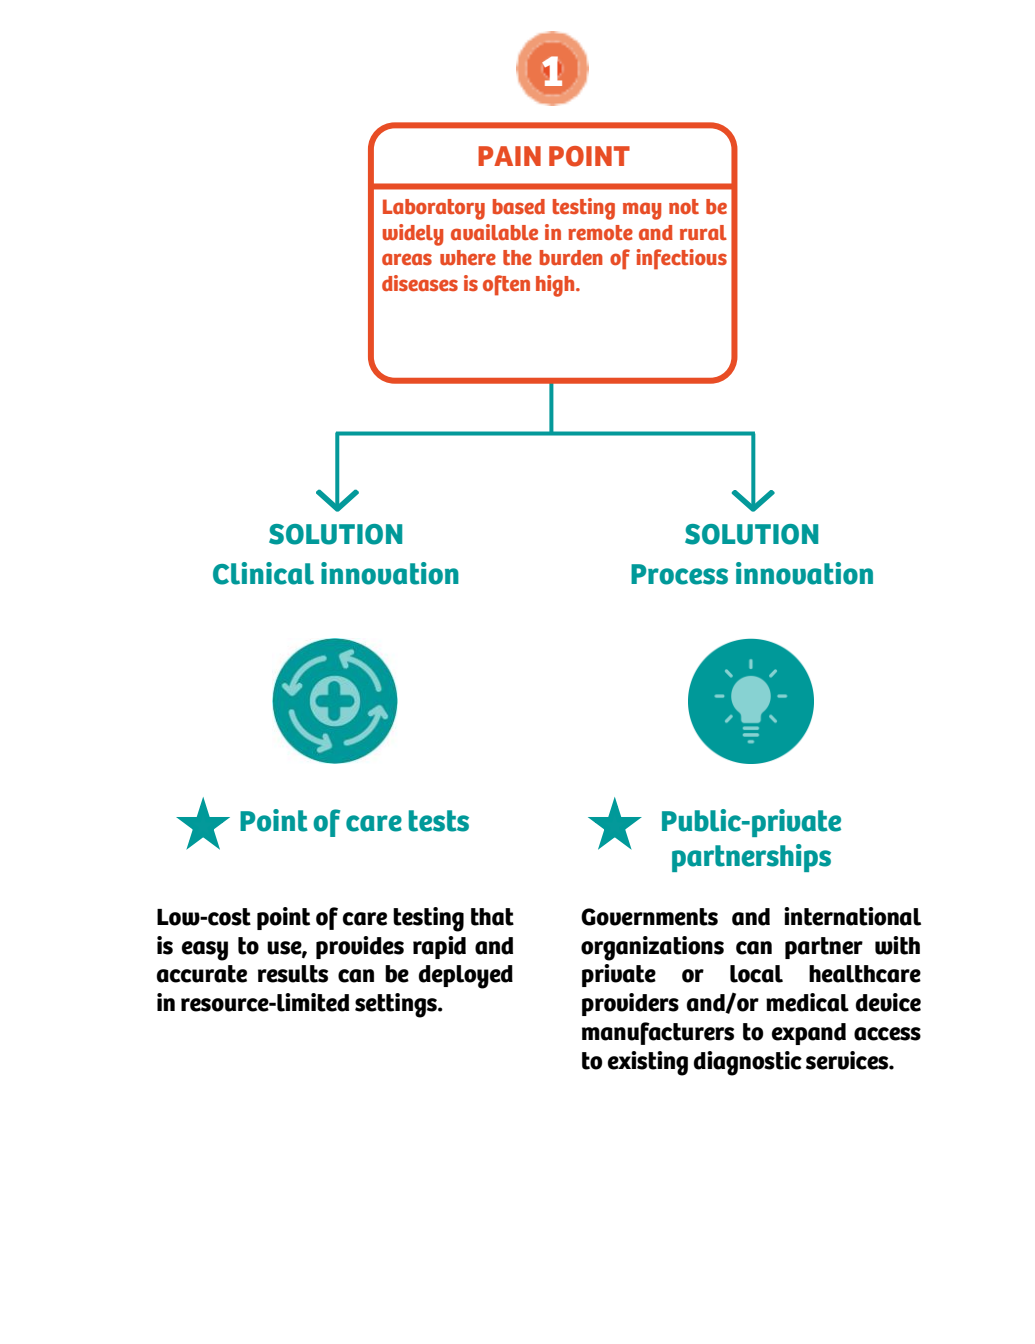 1
PAIN POINT
Laboratory based testing may not be
widely available in remote and rural
areas where the burden of infectious
diseases is often high.
SOLUTION
Clinical innovation
SOLUTION
Process innovation
Point of care tests
Public-private
partnerships
Low-cost point of care testing that
is easy to use, provides rapid and
accurate results can be deployed
in resource-limited settings.
Governments and international
organizations can partner with
private or local healthcare
providers and/or medical device
manufacturers to expand access
to existing diagnostic services.